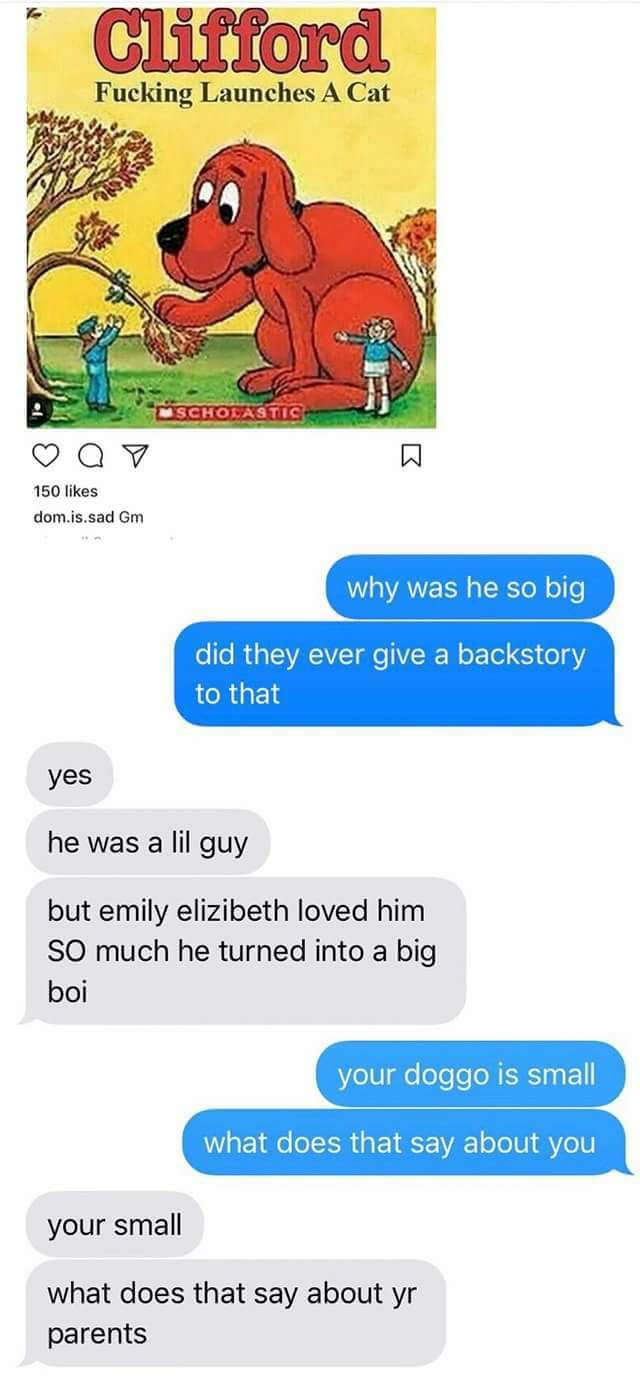 Clifford
Fucking Launches A Cat
SCHOLASTIC
150 likes
dom.is.sad Gm
why was he so big
did they ever give a backstory
to that
yes
he was a lil guy
but emily elizibeth loved him
SO much he turned into a big
boi
your doggo is small
what does that say about you
your small
what does that say about yr
parents